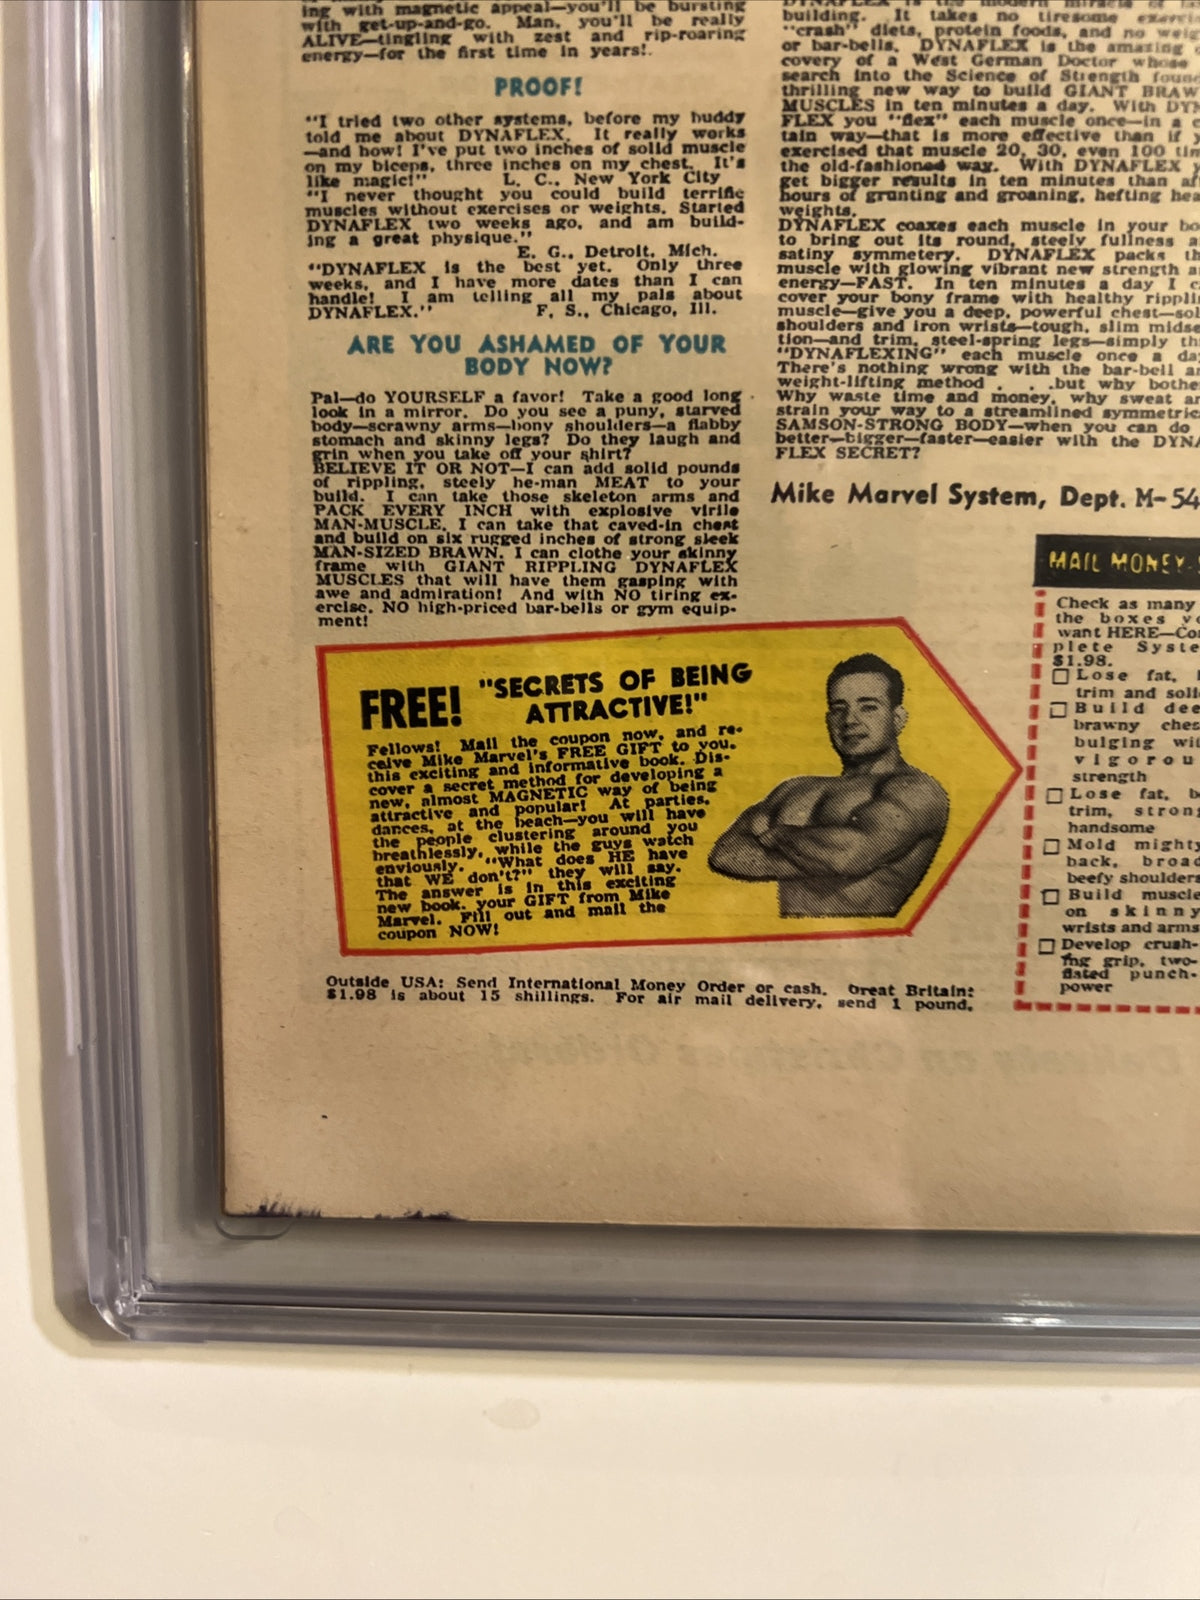 ing with magnetic appeal—you'll be bursting
with get-up-and-go. Man, you'll be really
ALIVE—tingling with zest and rip-roaring
energy—for the first time in years!
PROOF!
"I tried two other systems, before my buddy
told me about DYNAFLEX. It really works
—and how! I've put two inches of solid muscle
on my biceps, three inches on my chest. It's
like magic!" L. C., New York City
"I never thought you could build terrific
muscles without exercises or weights. Started
DYNAFLEX two weeks ago, and am build-
ing a great physique."
E. G., Detroit, Mich.
"DYNAFLEX is the best yet. Only three
weeks, and I have more dates than I can
handle! I am telling all my pals about
DYNAFLEX." F. S., Chicago, Ill.
ARE YOU ASHAMED OF YOUR
BODY NOW?
Pal—do YOURSELF a favor! Take a good long
look in a mirror. Do you see a puny, starved
body—scrawny arms—bony shoulders—a flabby
stomach and skinny legs? Do they laugh and
grin when you take off your shirt?
BELIEVE IT OR NOT—I can add solid pounds
of rippling, steely he-man MEAT to your
build. I can take those skeleton arms and
PACK EVERY INCH with explosive virile
MAN-MUSCLE. I can take that caved-in chest
and build on six rugged inches of strong sleek
MAN-SIZED BRAWN. I can clothe your skinny
frame with GIANT RIPPLING DYNAFLEX
MUSCLES that will have them gasping with
awe and admiration! And with NO tiring ex-
ercise. NO high-priced bar-bells or gym equip-
ment!
FREE! "SECRETS OF BEING
ATTRACTIVE!"
Fellows! Mail the coupon now, and re-
ceive Mike Marvel's FREE GIFT to you.
this exciting and informative book. Dis-
cover a secret method for developing a
new, almost MAGNETIC way of being
attractive and popular! At parties,
dances, at the beach—you will have
the people clustering around you
breathlessly, while the guys watch
enviously. "What does HE have
that WE don't?" they will say.
The answer is in this exciting
new book, your GIFT from Mike
Marvel. Fill out and mail the
coupon NOW!
Outside USA: Send International Money Order or cash. Great Britain:
$1.98 is about 15 shillings. For air mail delivery, send 1 pound.
DYNAFLEX is the modern miracle of
building. It takes no tiresome
"crash" diets, protein foods, and no
or bar-bells. DYNAFLEX is the amazing
covery of a West German Doctor whose
search into the Science of Strength
thrilling new way to build GIANT
MUSCLES in ten minutes a day. With
FLEX you "flex" each muscle once—in a
tain way—that is more effective than if
exercised that muscle 20, 30, even 100
the old-fashioned way. With DYNAFLEX
get bigger results in ten minutes than
hours of grunting and groaning, hefting
weights.
DYNAFLEX coaxes each muscle in your
to bring out its round, steely fullness
satiny symmetery. DYNAFLEX packs
muscle with glowing vibrant new strength
energy—FAST. In ten minutes a day I
cover your bony frame with healthy
muscle—give you a deep, powerful chest—
shoulders and iron wrists—tough, slim
tion—and trim, steel-spring legs—simply
"DYNAFLEXING" each muscle once a
There's nothing wrong with the bar-bell
weight-lifting method . . .but why
Why waste time and money, why sweat
strain your way to a streamlined
SAMSON-STRONG BODY—when you can do
better—bigger—faster—easier with the
FLEX SECRET?
Mike Marvel System, Dept. M-54
MAIL MONEY-
Check as many
the boxes
want HERE—
plete
$1.98.
Lose fat,
trim and
Build
brawny
bulging
strength
Lose fat,
trim,
handsome
Mold mighty
back,
beefy shoulders
Build
on skinny
wrists and arms
Develop crush-
ing grip, two-
fisted punch-
power